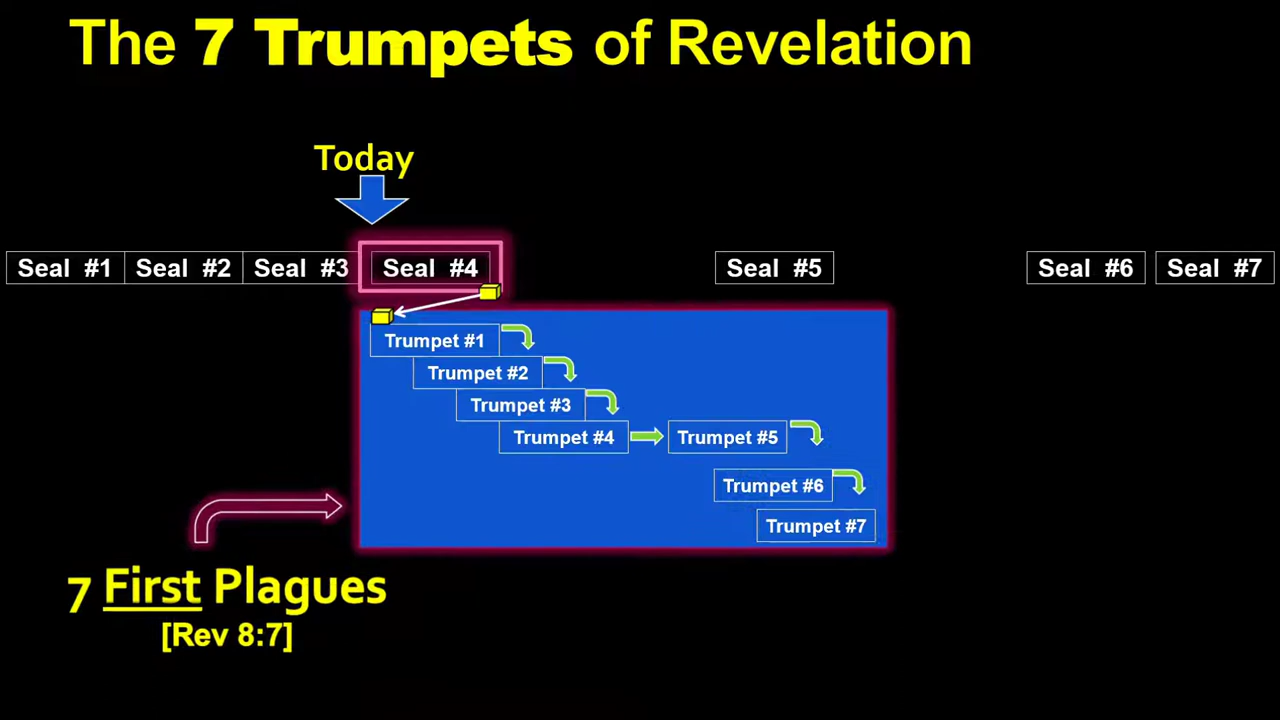 The 7 Trumpets of Revelation
Today
Seal #1
Seal #2
Seal #3
Seal #4
Seal #5
Seal #6
Seal #7
Trumpet #1
Trumpet #2
Trumpet #3
Trumpet #4
Trumpet #5
Trumpet #6
Trumpet #7
7 First Plagues
[Rev 8:7]